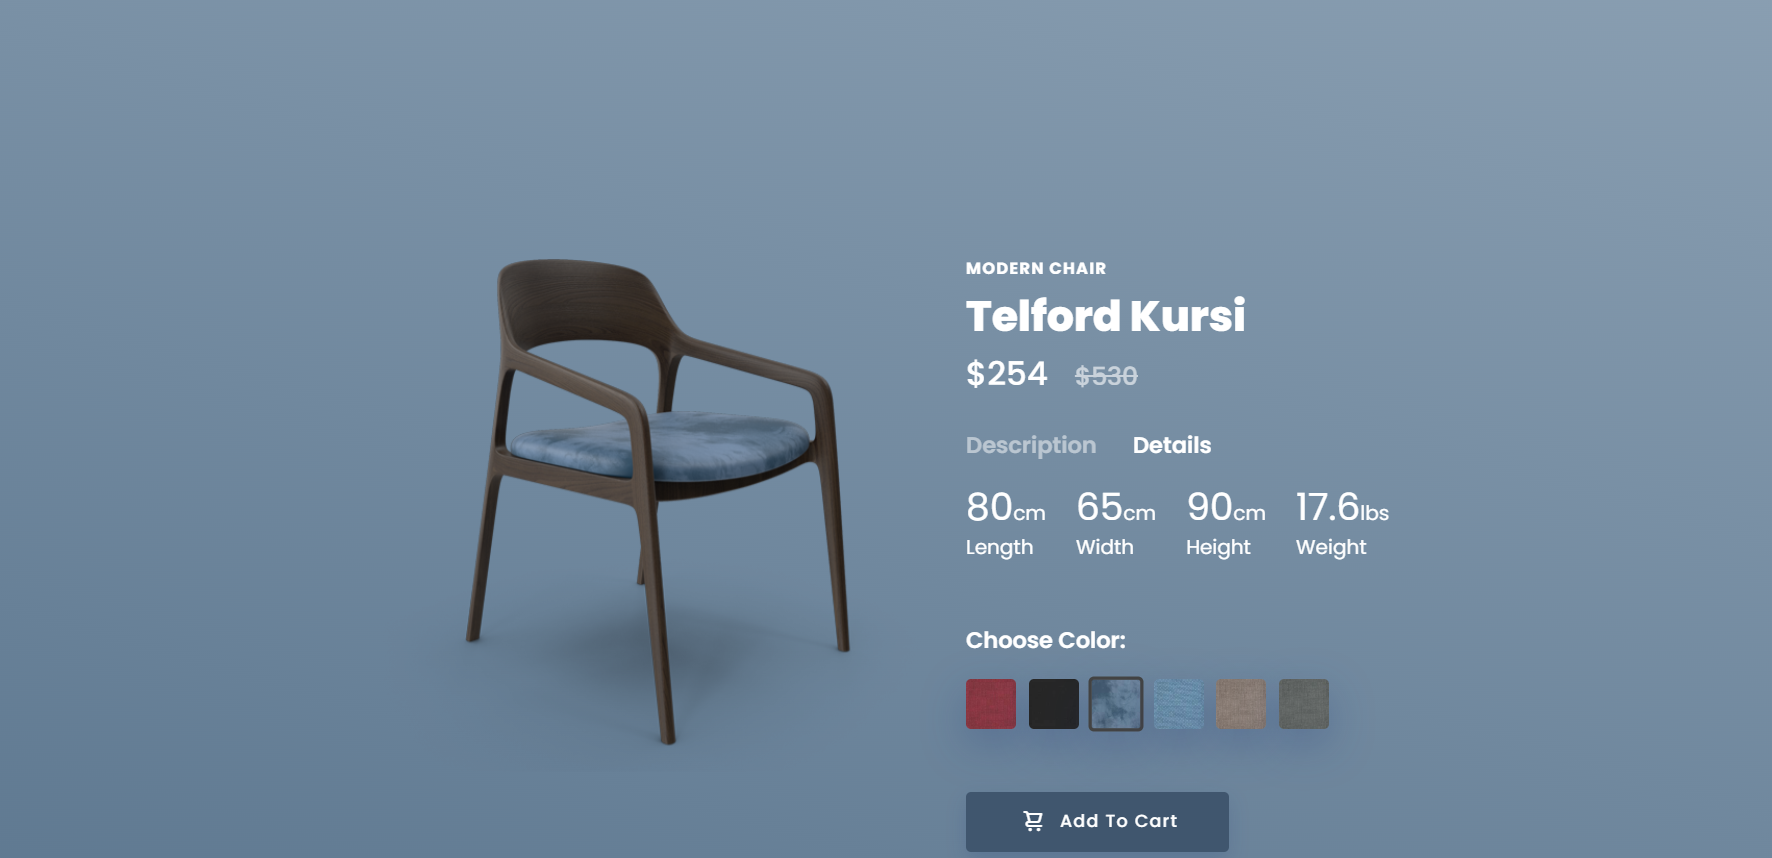 MODERN CHAIR
Telford Kursi
$254 $530
Description Details
80cm 65cm 90cm 17.6lbs
Length Width Height Weight
Choose Color:
Add To Cart